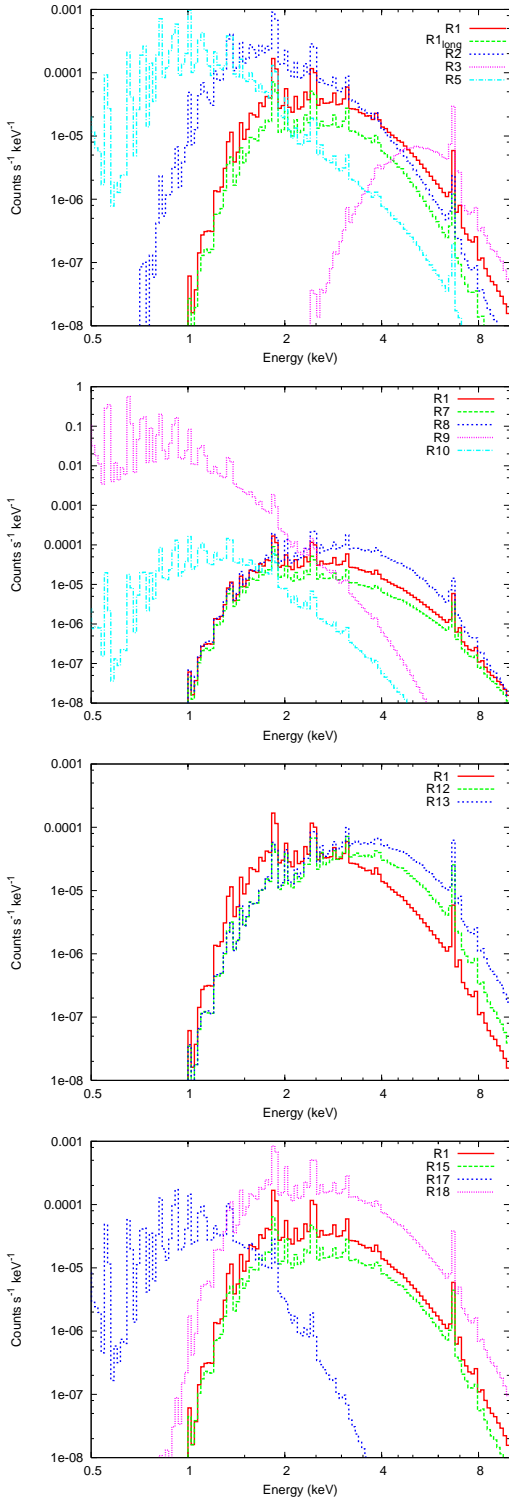 0.001
0.0001
1e-05
1e-06
1e-07
1e-08
Counts s-1 keV-1
R1
R1long
R2
R3
R5
0.5 1 2 4 8
Energy (keV)
1
0.1
0.01
0.001
0.0001
1e-05
1e-06
1e-07
1e-08
Counts s-1 keV-1
R1
R7
R8
R9
R10
0.5 1 2 4 8
Energy (keV)
0.001
0.0001
1e-05
1e-06
1e-07
1e-08
Counts s-1 keV-1
R1
R12
R13
0.5 1 2 4 8
Energy (keV)
0.001
0.0001
1e-05
1e-06
1e-07
1e-08
Counts s-1 keV-1
R1
R15
R17
R18
0.5 1 2 4 8
Energy (keV)